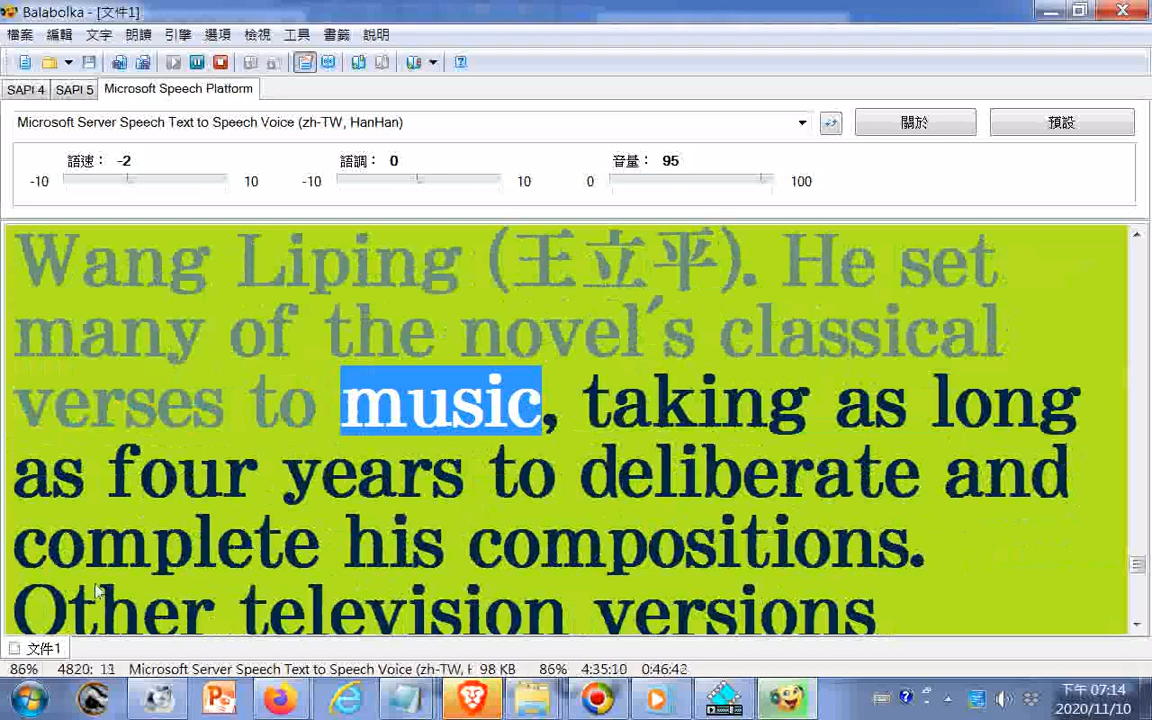 Balabolka - [文件1]
檔案 編輯 文字 朗讀 引擎 選項 檢視 工具 書籤 說明
SAPI 4 SAPI 5 Microsoft Speech Platform
Microsoft Server Speech Text to Speech Voice (zh-TW, HanHan) 關於 預設
語速： -2 語調： 0 音量： 95
-10 10 -10 10 0 100
Wang Liping (王立平). He set
many of the novel's classical
verses to music, taking as long
as four years to deliberate and
complete his compositions.
Other television versions
文件1
86% 4820: 11 Microsoft Server Speech Text to Speech Voice (zh-TW, 98 KB 86% 4:35:10 0:46:42
下午 07:14
2020/11/10